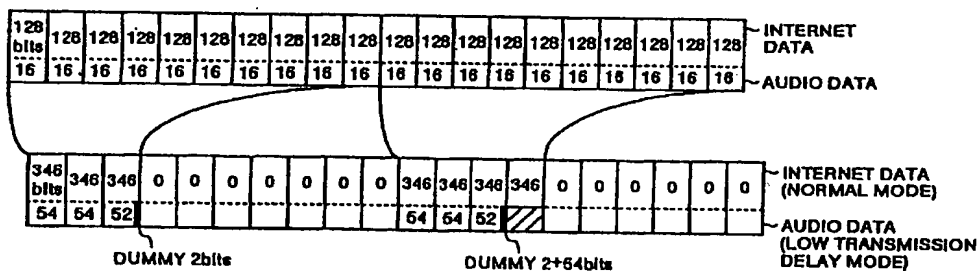 128 bits 128 128 128 128 128 128 128 128 128 128 128 128 128 128 128 128 128 128 128
INTERNET DATA
16 16 16 16 16 16 16 16 16 16 16 16 16 16 16 16 16 16 16 16
AUDIO DATA
346 bits 346 346 0 0 0 0 0 0 0 346 346 346 346 0 0 0 0 0 0
INTERNET DATA
(NORMAL MODE)
54 54 52 54 54 52
AUDIO DATA
(LOW TRANSMISSION
DELAY MODE)
DUMMY 2bits
DUMMY 2+64bits